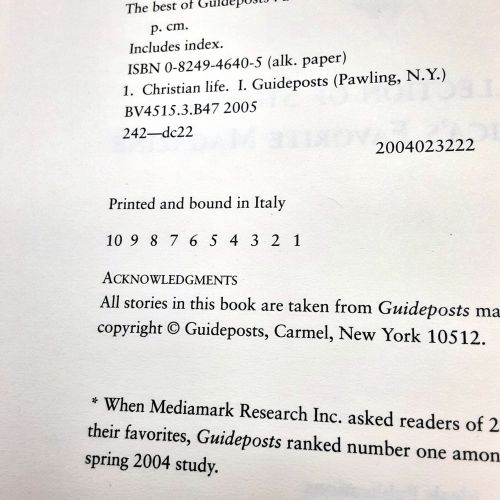 The best of Guideposts
p. cm.
Includes index.
ISBN 0-8249-4640-5 (alk. paper)
1. Christian life. I. Guideposts (Pawling, N.Y.)
BV4515.3.B47 2005
242—dc22
2004023222
Printed and bound in Italy
10 9 8 7 6 5 4 3 2 1
ACKNOWLEDGMENTS
All stories in this book are taken from Guideposts ma
copyright © Guideposts, Carmel, New York 10512.
* When Mediamark Research Inc. asked readers of 2
their favorites, Guideposts ranked number one amon
spring 2004 study.